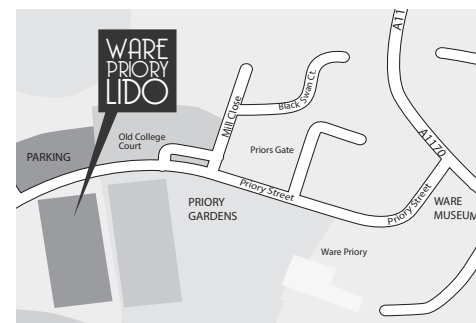 WARE
PRIORY
LIDO
A11
Old College
Court
Mill Close
Black Swan Ct.
Priors Gate
A1170
PARKING
Priory Street
PRIORY
GARDENS
Priory Street
WARE
MUSEUM
Ware Priory